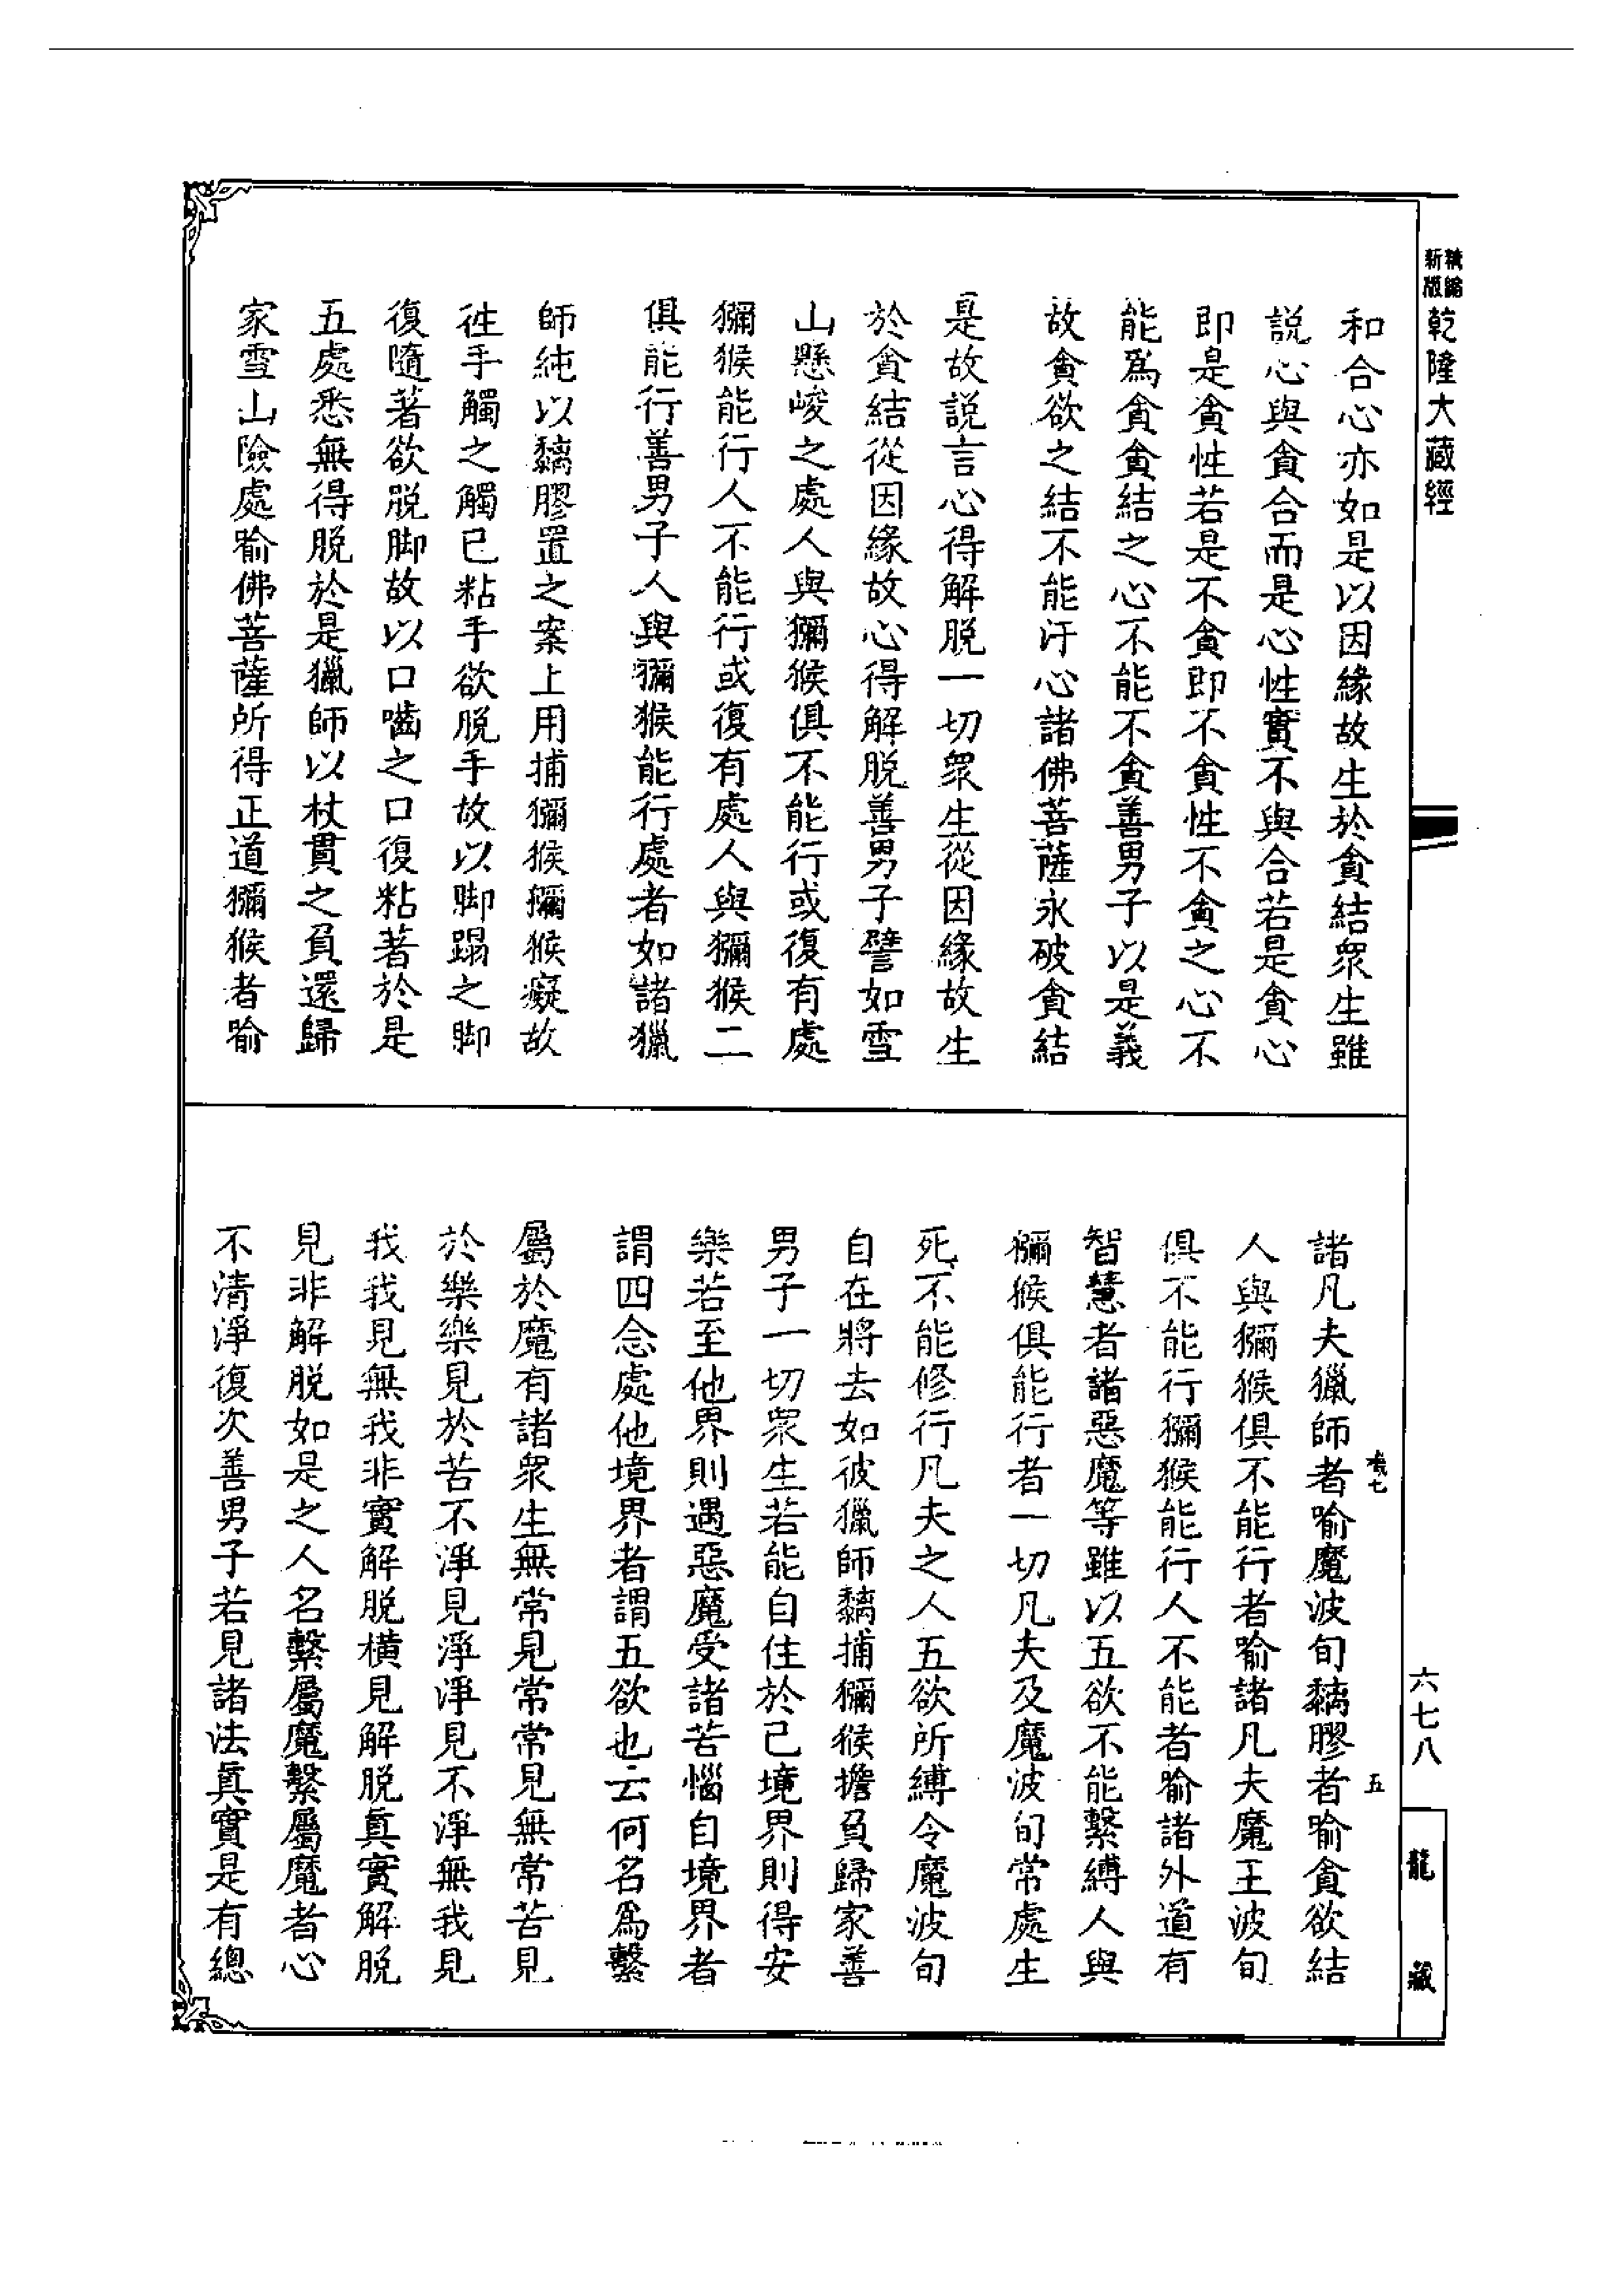 新編
精版
乾隆大藏經
和合心亦如是以因緣故生於貪結眾生雖
説心與貪合而是心性實不與合若是貪心
即是貪性若是不貪即不貪性不貪之心不
能爲貪貪結之心不能不貪善男子以是義
故貪欲之結不能汙心諸佛菩薩永破貪結
是故説言心得解脱一切眾生從因緣故生
於貪結從因緣故心得解脱善男子譬如雪
山懸峻之處人與獼猴俱不能行或復有處
獼猴能行人不能行或復有處人與獼猴二
俱能行善男子人與獼猴能行處者如諸獵
師純以黐膠置之案上用捕獼猴獼猴癡故
往手觸之觸已粘手欲脱手故以脚蹋之脚
復隨著欲脱脚故以口嚙之口復粘著於是
五處悉無得脱於是獵師以杖貫之負還歸
家雪山險處喻佛菩薩所得正道獼猴者喻
諸凡夫獵師者喻魔波旬黐膠者喻貪欲結
人與獼猴俱不能行者喻諸凡夫魔王波旬
俱不能行獼猴能行人不能者喻諸外道有
智慧者諸惡魔等雖以五欲不能繫縛人與
獼猴俱能行者一切凡夫及魔波旬常處生
死不能修行凡夫之人五欲所縛令魔波旬
自在將去如彼獵師黐捕獼猴擔負歸家善
男子一切眾生若能自住於己境界則得安
樂若至他界則遇惡魔受諸苦惱自境界者
謂四念處他境界者謂五欲也云何名爲繫
屬於魔有諸眾生無常見常常見無常苦見
於樂樂見於苦不淨見淨淨見不淨無我見
我我見無我非實解脱橫見解脱真實解脱
見非解脱如是之人名繫屬魔繫屬魔者心
不清淨復次善男子若見諸法真實是有總
七
五
六七八
龍藏